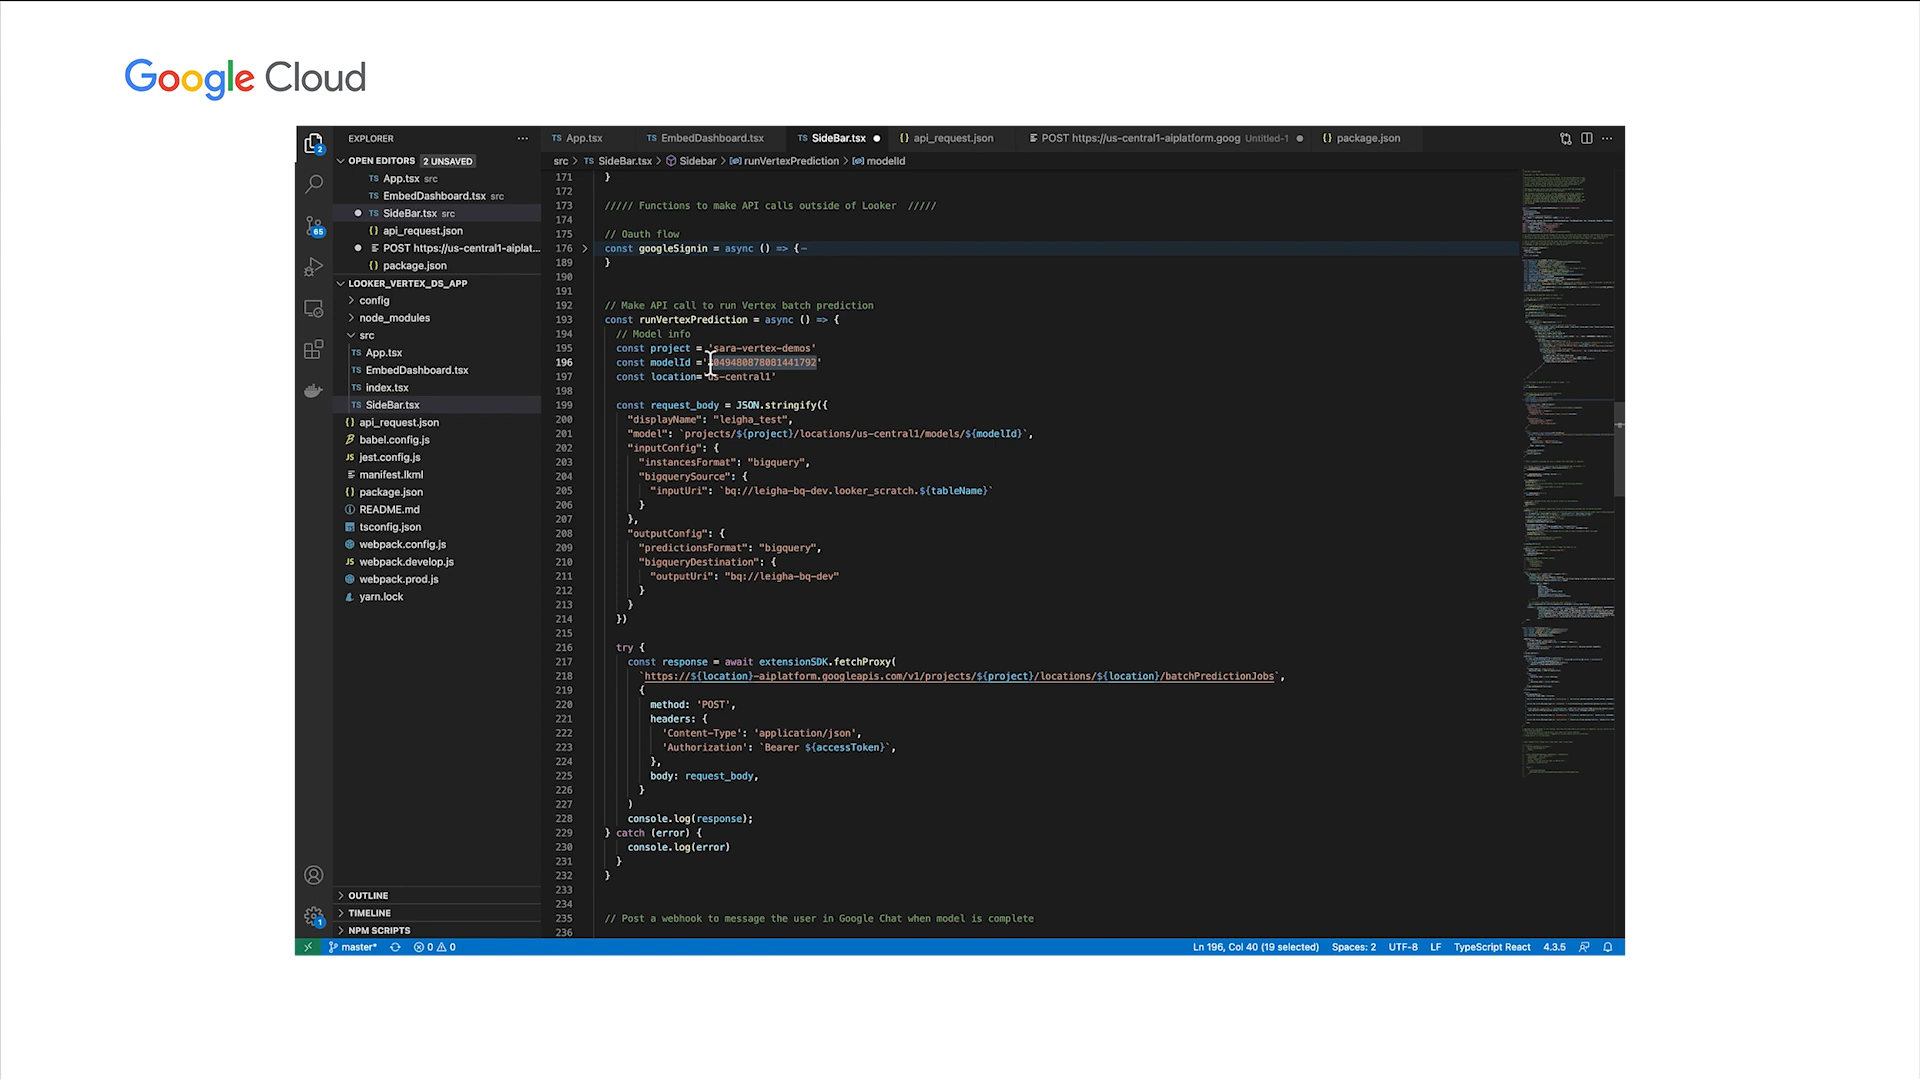 Google Cloud
EXPLORER
OPEN EDITORS 2 UNSAVED
App.tsx src
EmbedDashboard.tsx src
SideBar.tsx src
api_request.json
POST https://us-central1-aiplat...
package.json
LOOKER_VERTEX_DS_APP
config
node_modules
src
App.tsx
EmbedDashboard.tsx
index.tsx
SideBar.tsx
api_request.json
babel.config.js
jest.config.js
manifest.lkml
package.json
README.md
tsconfig.json
webpack.config.js
webpack.develop.js
webpack.prod.js
yarn.lock
OUTLINE
TIMELINE
NPM SCRIPTS
TS App.tsx TS EmbedDashboard.tsx TS SideBar.tsx {} api_request.json POST https://us-central1-aiplatform.goog Untitled-1 {} package.json
src > TS SideBar.tsx > Sidebar > runVertexPrediction > modelId
171 }
172
173 ///// Functions to make API calls outside of Looker /////
174
175 // Oauth flow
176 const googleSignin = async () => {
189 }
190
191
192 // Make API call to run Vertex batch prediction
193 const runVertexPrediction = async () => {
194 // Model info
195 const project = 'sara-vertex-demos'
196 const modelId ='049480878081441792'
197 const location='us-central1'
198
199 const request_body = JSON.stringify({
200 "displayName": "leigha_test",
201 "model": `projects/${project}/locations/us-central1/models/${modelId}`,
202 "inputConfig": {
203 "instancesFormat": "bigquery",
204 "bigquerySource": {
205 "inputUri": `bq://leigha-bq-dev.looker_scratch.${tableName}`
206 }
207 },
208 "outputConfig": {
209 "predictionsFormat": "bigquery",
210 "bigqueryDestination": {
211 "outputUri": "bq://leigha-bq-dev"
212 }
213 }
214 })
215
216 try {
217 const response = await extensionSDK.fetchProxy(
218 `https://${location}-aiplatform.googleapis.com/v1/projects/${project}/locations/${location}/batchPredictionJobs`,
219 {
220 method: 'POST',
221 headers: {
222 'Content-Type': 'application/json',
223 'Authorization': `Bearer ${accessToken}`,
224 },
225 body: request_body,
226 }
227 )
228 console.log(response);
229 } catch (error) {
230 console.log(error)
231 }
232 }
233
234
235 // Post a webhook to message the user in Google Chat when model is complete
236
master* 0 0 Ln 196, Col 40 (19 selected) Spaces: 2 UTF-8 LF TypeScript React 4.3.5